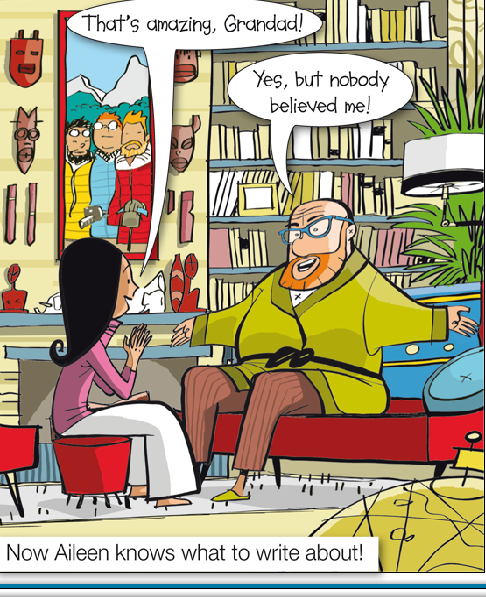 That's amazing, Grandad!
Yes, but nobody
believed me!
Now Aileen knows what to write about!